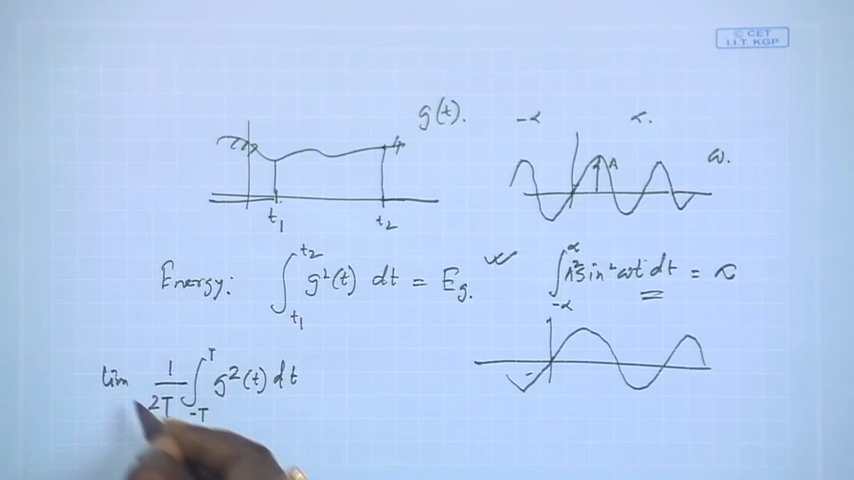 © CET
I.I.T. KGP
g(t).
-∝
∝.
A
ω.
t₁
t₂
Energy: ∫_{t₁}^{t₂} g²(t) dt = E_g.
∫_{-∝}^{∝} A² sin² ωt dt = ∝
lim 1/2T ∫_{-T}^{T} g²(t) dt